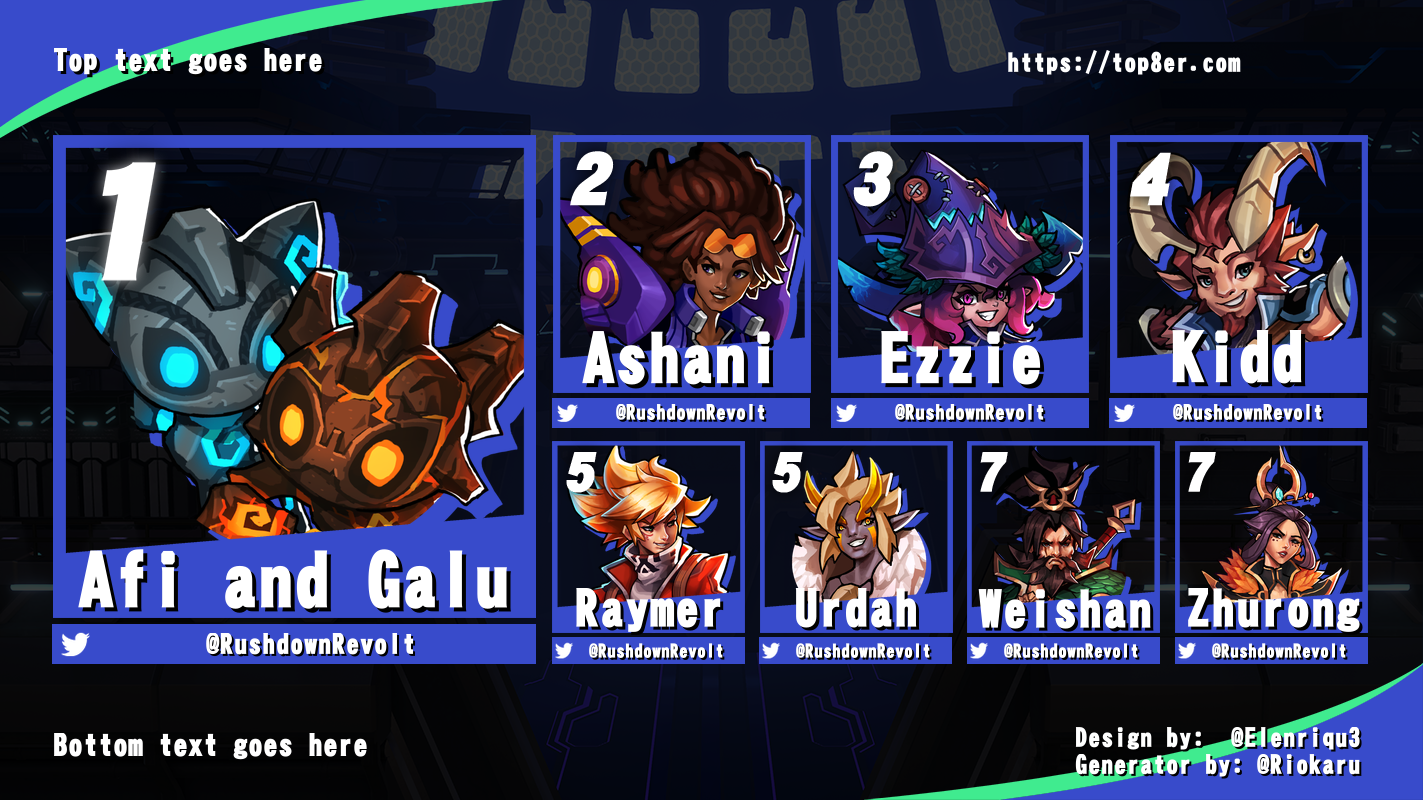 Top text goes here
https://top8er.com
1
Afi and Galu
@RushdownRevolt
2
Ashani
@RushdownRevolt
3
Ezzie
@RushdownRevolt
4
Kidd
@RushdownRevolt
5
Raymer
@RushdownRevolt
5
Urdah
@RushdownRevolt
7
Weishan
@RushdownRevolt
7
Zhurong
@RushdownRevolt
Bottom text goes here
Design by: @Elenriqu3
Generator by: @Riokaru